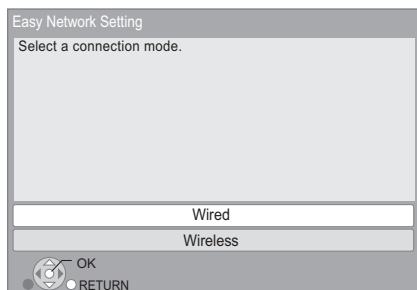 Easy Network Setting
Select a connection mode.
Wired
Wireless
OK
RETURN